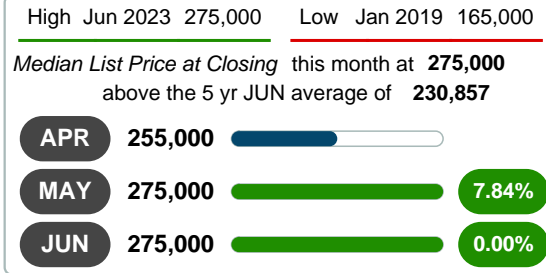 High Jun 2023 275,000 Low Jan 2019 165,000
Median List Price at Closing this month at 275,000
above the 5 yr JUN average of 230,857
APR 255,000
MAY 275,000 7.84%
JUN 275,000 0.00%